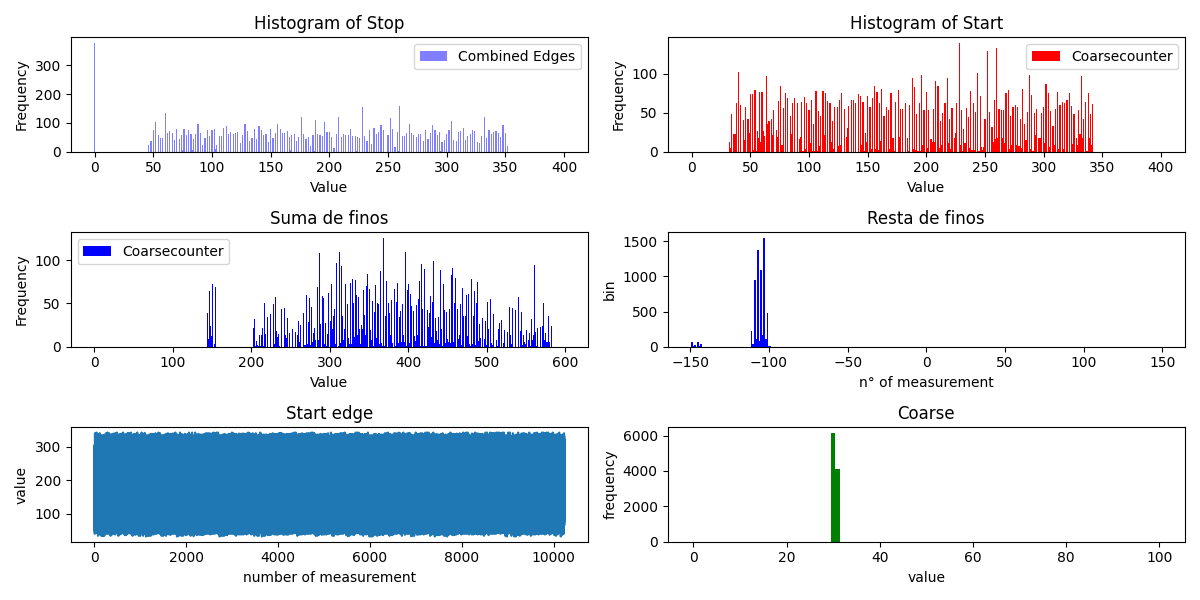 Histogram of Stop
Frequency
300
200
100
0
Combined Edges
0 50 100 150 200 250 300 350 400
Value
Histogram of Start
Frequency
100
50
0
Coarsecounter
0 50 100 150 200 250 300 350 400
Value
Suma de finos
Frequency
100
50
0
Coarsecounter
0 100 200 300 400 500 600
Value
Resta de finos
bin
1500
1000
500
0
−150 −100 −50 0 50 100 150
n° of measurement
Start edge
value
300
200
100
0 2000 4000 6000 8000 10000
number of measurement
Coarse
frequency
6000
4000
2000
0
0 20 40 60 80 100
value